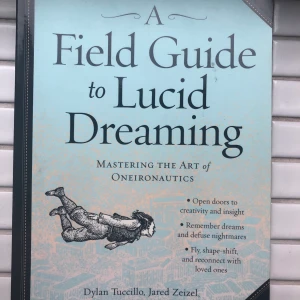 A
Field Guide
to Lucid
Dreaming
MASTERING THE ART of
ONEIRONAUTICS
• Open doors to
creativity and insight
• Remember dreams
and defuse nightmares
• Fly, shape-shift,
and reconnect with
loved ones
Dylan Tuccillo, Jared Zeizel,